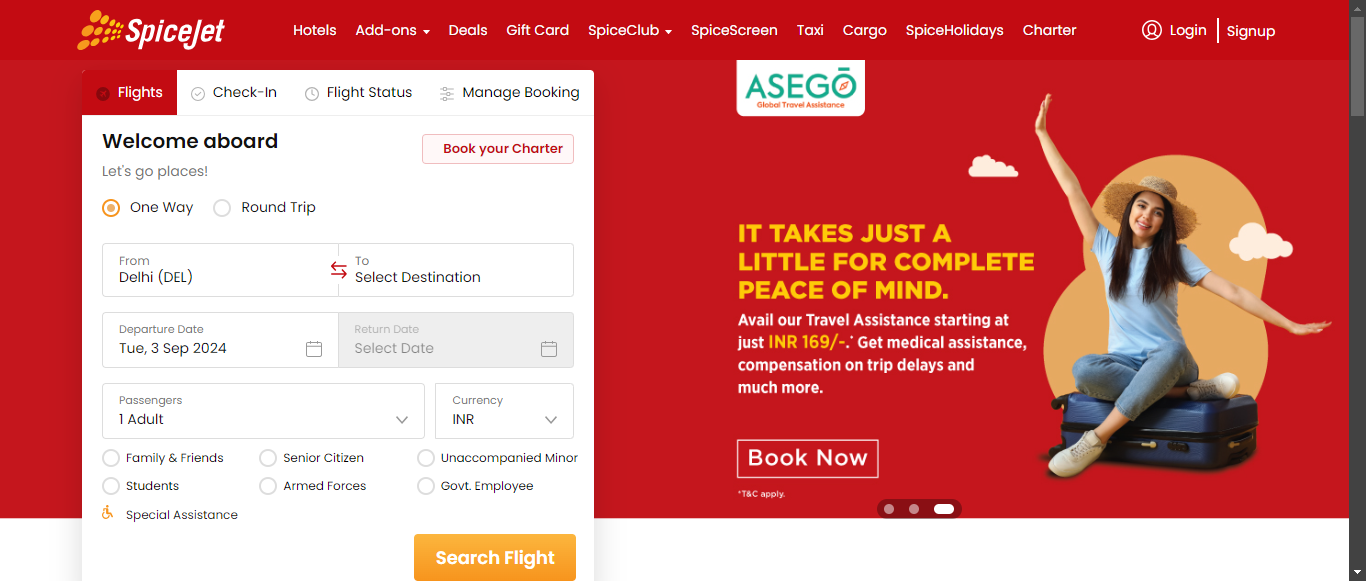 SpiceJet
Hotels Add-ons Deals Gift Card SpiceClub SpiceScreen Taxi Cargo SpiceHolidays Charter Login Signup
Flights Check-In Flight Status Manage Booking
Welcome aboard
Book your Charter
Let's go places!
One Way Round Trip
From
Delhi (DEL)
To
Select Destination
Departure Date
Tue, 3 Sep 2024
Return Date
Select Date
Passengers
1 Adult
Currency
INR
Family & Friends Senior Citizen Unaccompanied Minor
Students Armed Forces Govt. Employee
Special Assistance
Search Flight
ASEGO
Global Travel Assistance
IT TAKES JUST A
LITTLE FOR COMPLETE
PEACE OF MIND.
Avail our Travel Assistance starting at
just INR 169/-.* Get medical assistance,
compensation on trip delays and
much more.
Book Now
*T&C apply.